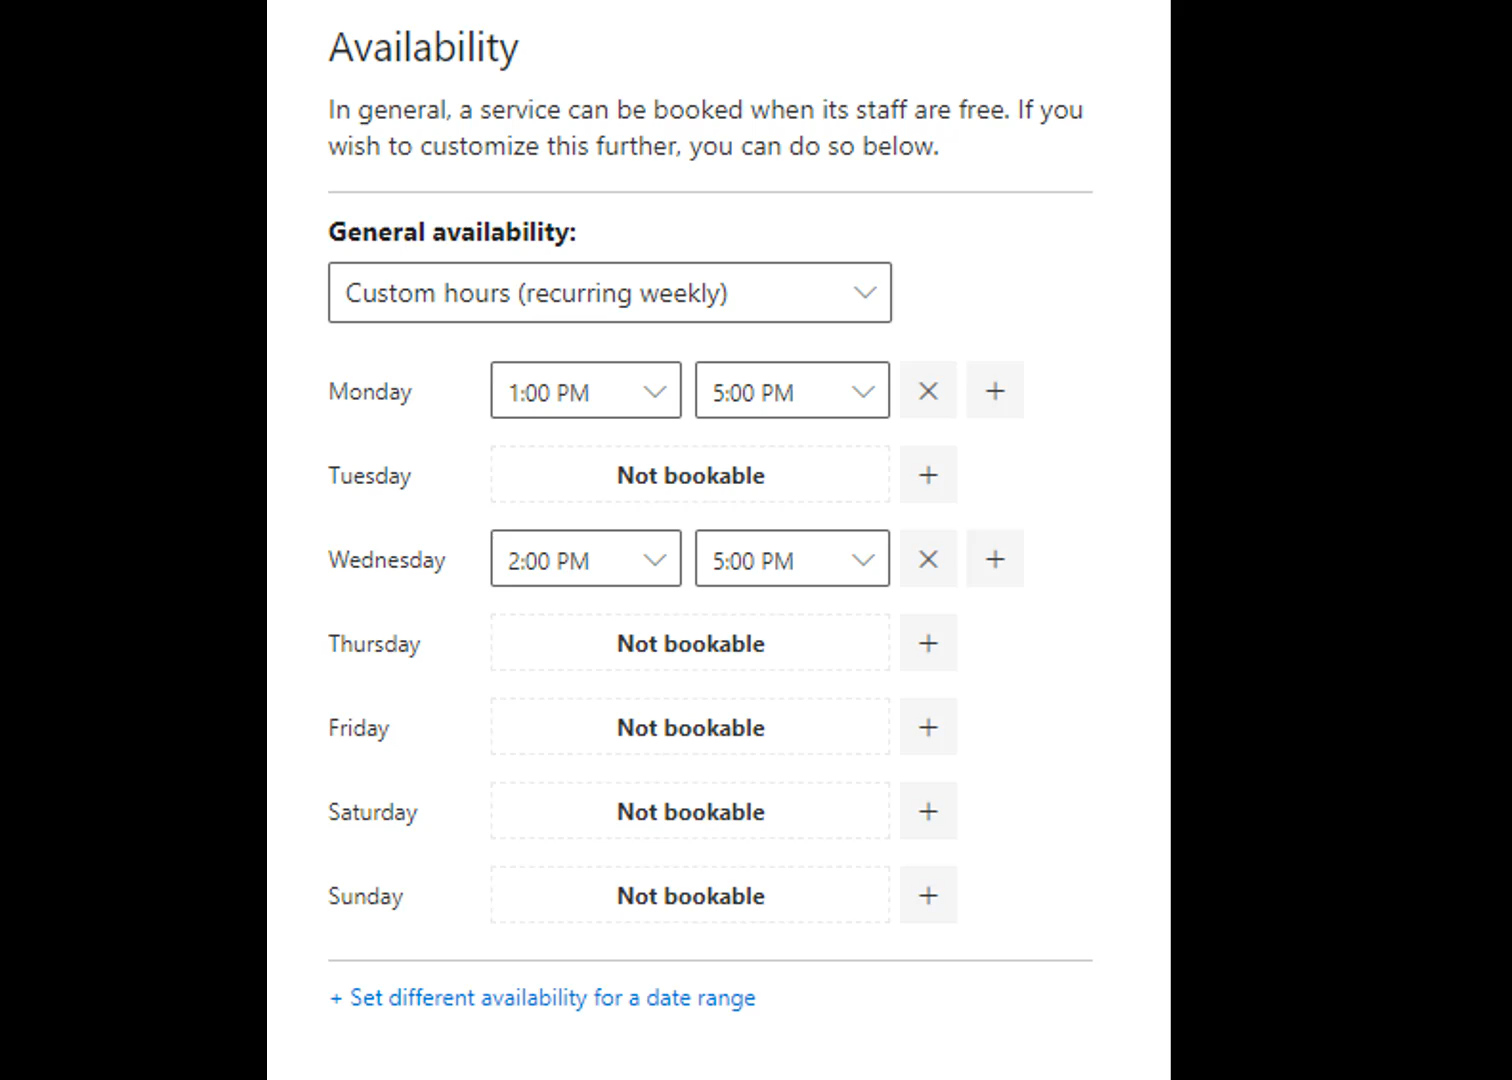 Availability
In general, a service can be booked when its staff are free. If you
wish to customize this further, you can do so below.
General availability:
Custom hours (recurring weekly)
Monday 1:00 PM 5:00 PM × +
Tuesday Not bookable +
Wednesday 2:00 PM 5:00 PM × +
Thursday Not bookable +
Friday Not bookable +
Saturday Not bookable +
Sunday Not bookable +
+ Set different availability for a date range